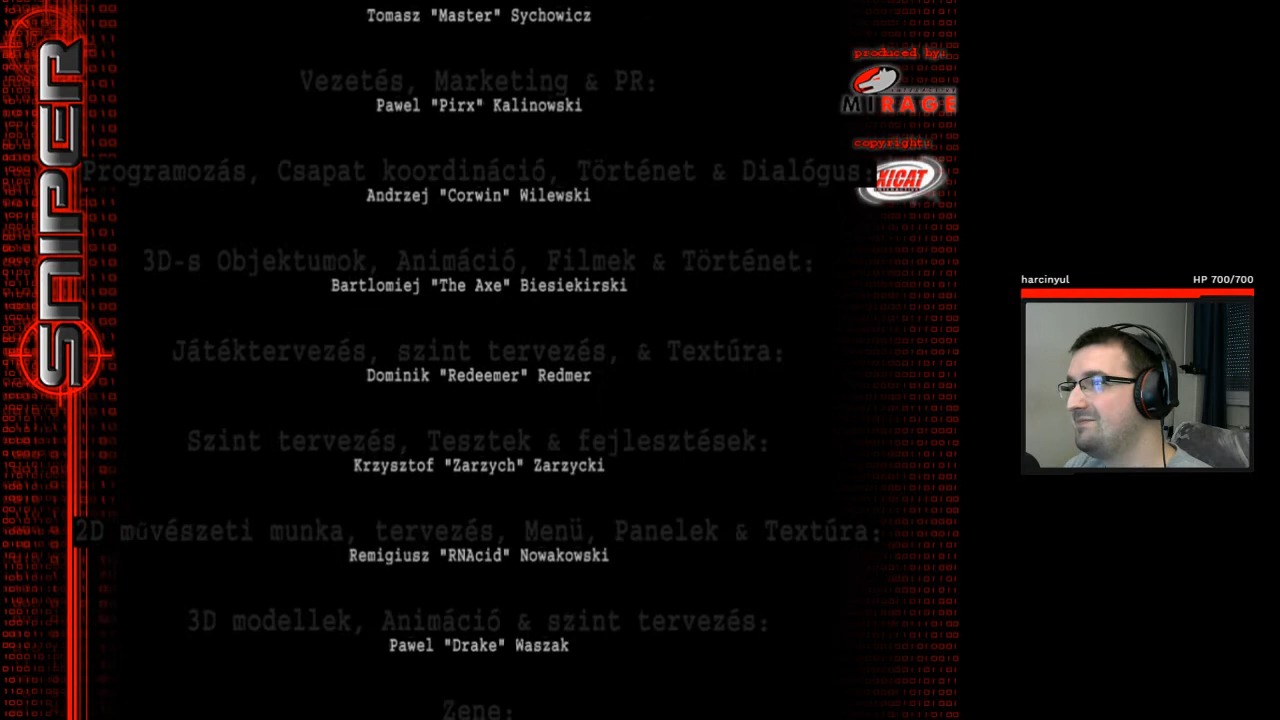 SNIPER
Tomasz "Master" Sychowicz
Vezetés, Marketing & PR:
Pawel "Pirx" Kalinowski
Programozás, Csapat koordináció, Történet & Dialógus:
Andrzej "Corwin" Wilewski
3D-s objektumok, Animáció, Filmek & Történet:
Bartlomiej "The Axe" Biesiekirski
Játéktervezés, szint tervezés, & Textúra:
Dominik "Redeemer" Redmer
Szint tervezés, Tesztek & fejlesztések:
Krzysztof "Zarzych" Zarzycki
2D mûvészeti munka, tervezés, Menü, Panelek & Textúra:
Remigiusz "RNAcid" Nowakowski
3D modellek, Animáció & szint tervezés:
Pawel "Drake" Waszak
Zene:
produced by:
INTERACTIVE
MIRAGE
copyright:
XICAT
INTERACTIVE
harcinyul HP 700/700